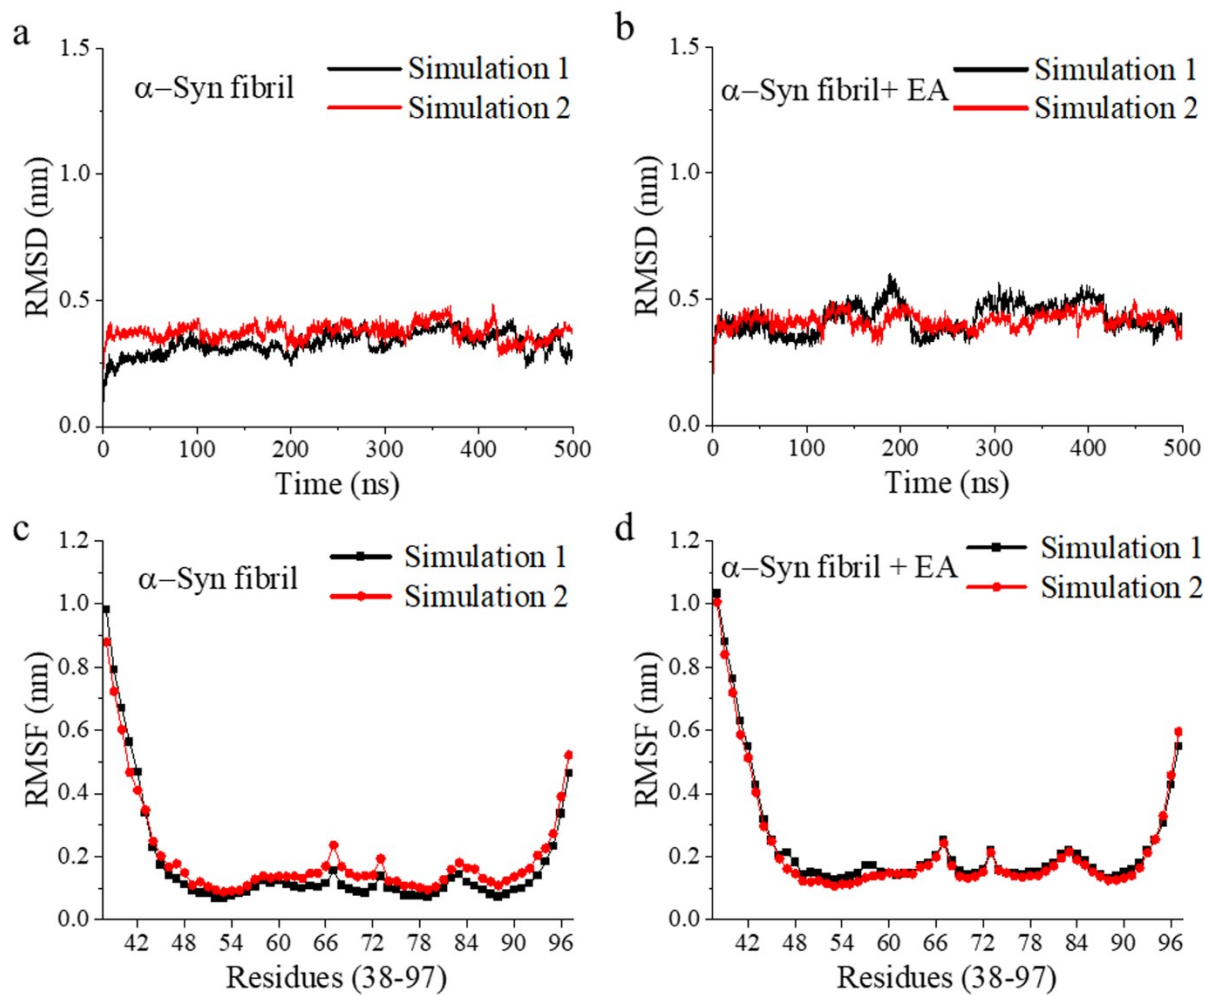 a
1.5
α–Syn fibril
Simulation 1
Simulation 2
RMSD (nm)
1.0
0.5
0.0
0 100 200 300 400 500
Time (ns)
b
1.5
α–Syn fibril+ EA
Simulation 1
Simulation 2
RMSD (nm)
1.0
0.5
0.0
0 100 200 300 400 500
Time (ns)
c
1.2
α–Syn fibril
Simulation 1
Simulation 2
RMSF (nm)
1.0
0.8
0.6
0.4
0.2
0.0
42 48 54 60 66 72 78 84 90 96
Residues (38-97)
d
1.2
α–Syn fibril + EA
Simulation 1
Simulation 2
RMSF (nm)
1.0
0.8
0.6
0.4
0.2
0.0
42 48 54 60 66 72 78 84 90 96
Residues (38-97)